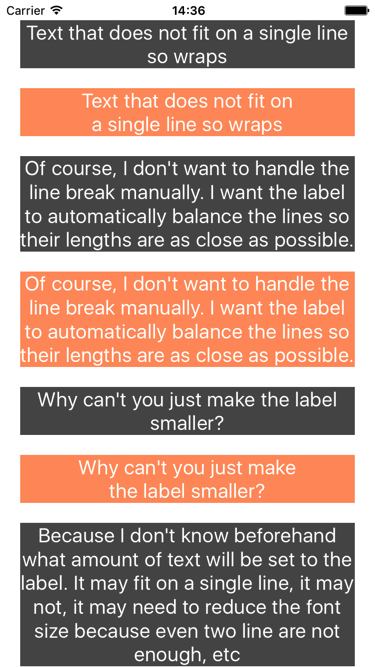 Carrier 14:36
Text that does not fit on a single line
so wraps
Text that does not fit on
a single line so wraps
Of course, I don't want to handle the
line break manually. I want the label
to automatically balance the lines so
their lengths are as close as possible.
Of course, I don't want to handle the
line break manually. I want the label
to automatically balance the lines so
their lengths are as close as possible.
Why can't you just make the label
smaller?
Why can't you just make
the label smaller?
Because I don't know beforehand
what amount of text will be set to the
label. It may fit on a single line, it may
not, it may need to reduce the font
size because even two line are not
enough, etc